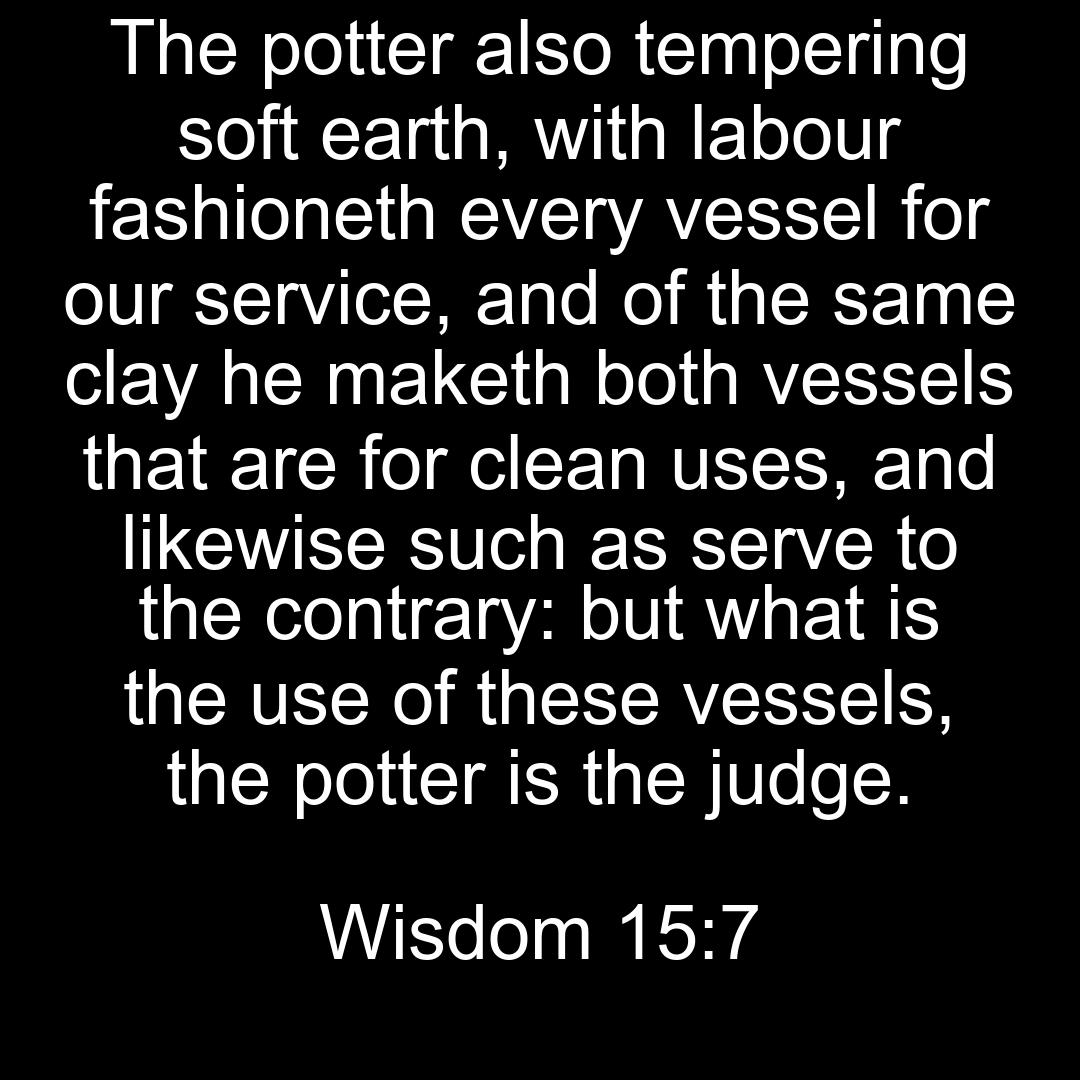 The potter also tempering
soft earth, with labour
fashioneth every vessel for
our service, and of the same
clay he maketh both vessels
that are for clean uses, and
likewise such as serve to
the contrary: but what is
the use of these vessels,
the potter is the judge.
Wisdom 15:7